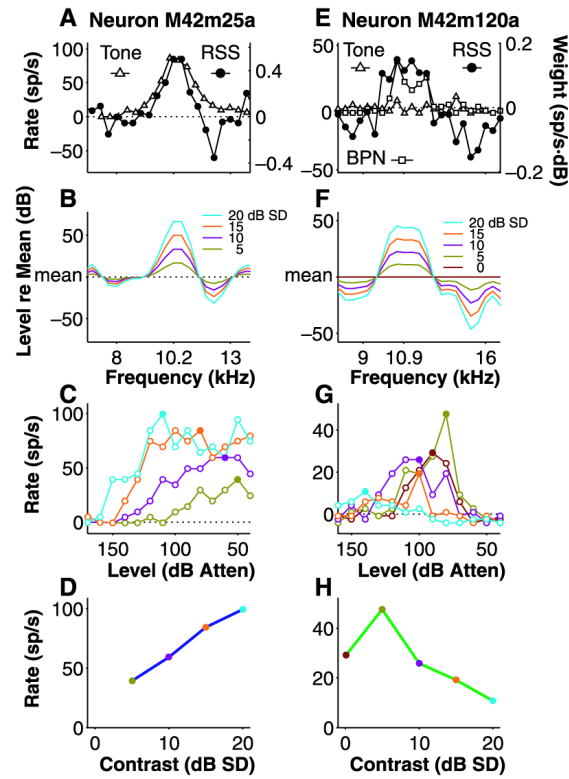 A Neuron M42m25a
E Neuron M42m120a
Tone RSS
100
50
0
−50
Rate (sp/s)
0.4
0
−0.4
Tone RSS
BPN
50
0
−50
0.2
0
−0.2
Weight (sp/s·dB)
B
20 dB SD
15
10
5
50
mean
−50
Level re Mean (dB)
8 10.2 13
Frequency (kHz)
F
20 dB SD
15
10
5
0
50
mean
−50
9 10.9 16
Frequency (kHz)
C
100
50
0
Rate (sp/s)
150 100 50
Level (dB Atten)
G
40
20
0
150 100 50
Level (dB Atten)
D
100
50
0
Rate (sp/s)
0 10 20
Contrast (dB SD)
H
40
20
0
0 10 20
Contrast (dB SD)